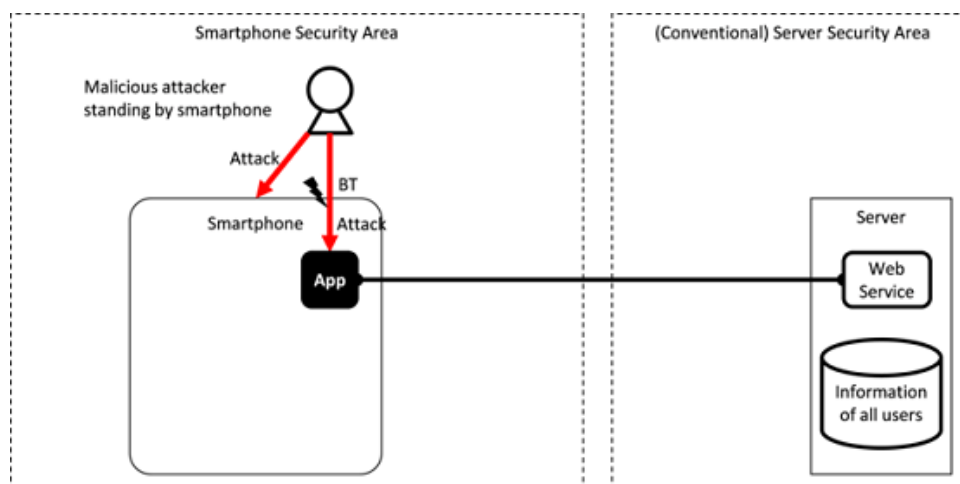 Smartphone Security Area
(Conventional) Server Security Area
Malicious attacker
standing by smartphone
Attack
BT
Smartphone
Attack
App
Server
Web
Service
Information
of all users